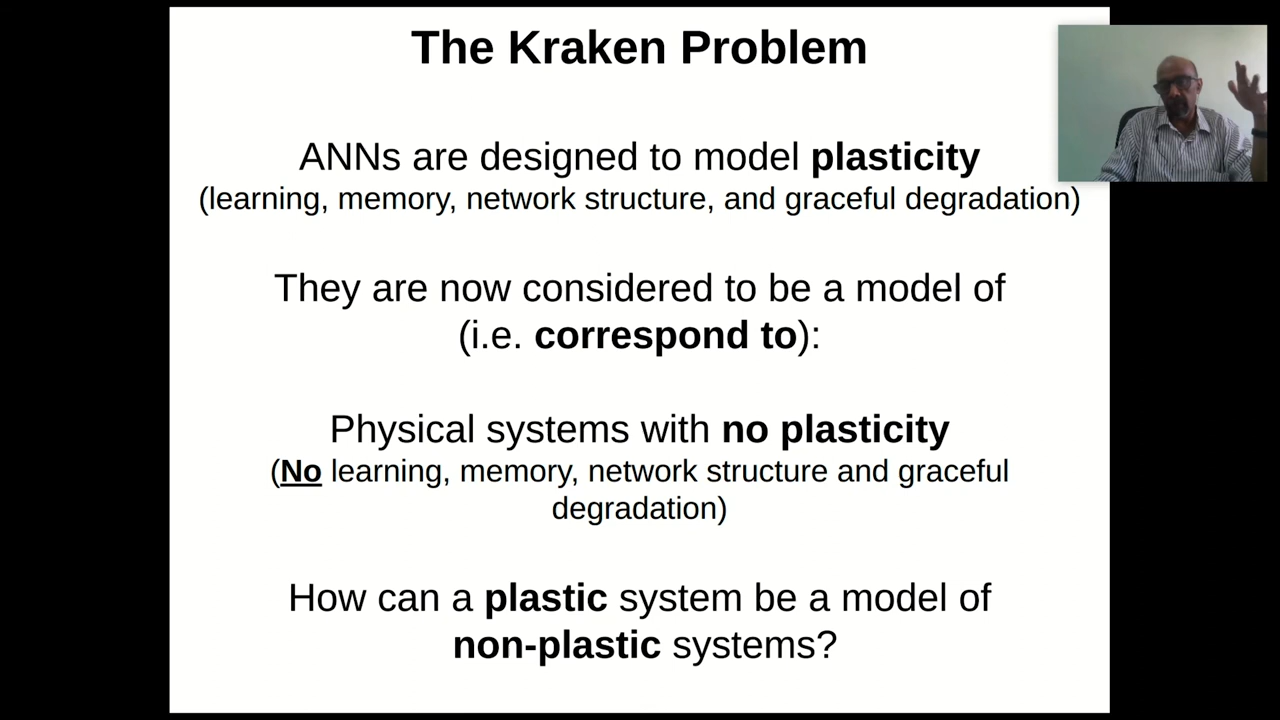 The Kraken Problem
ANNs are designed to model plasticity
(learning, memory, network structure, and graceful degradation)
They are now considered to be a model of
(i.e. correspond to):
Physical systems with no plasticity
(No learning, memory, network structure and graceful
degradation)
How can a plastic system be a model of
non-plastic systems?